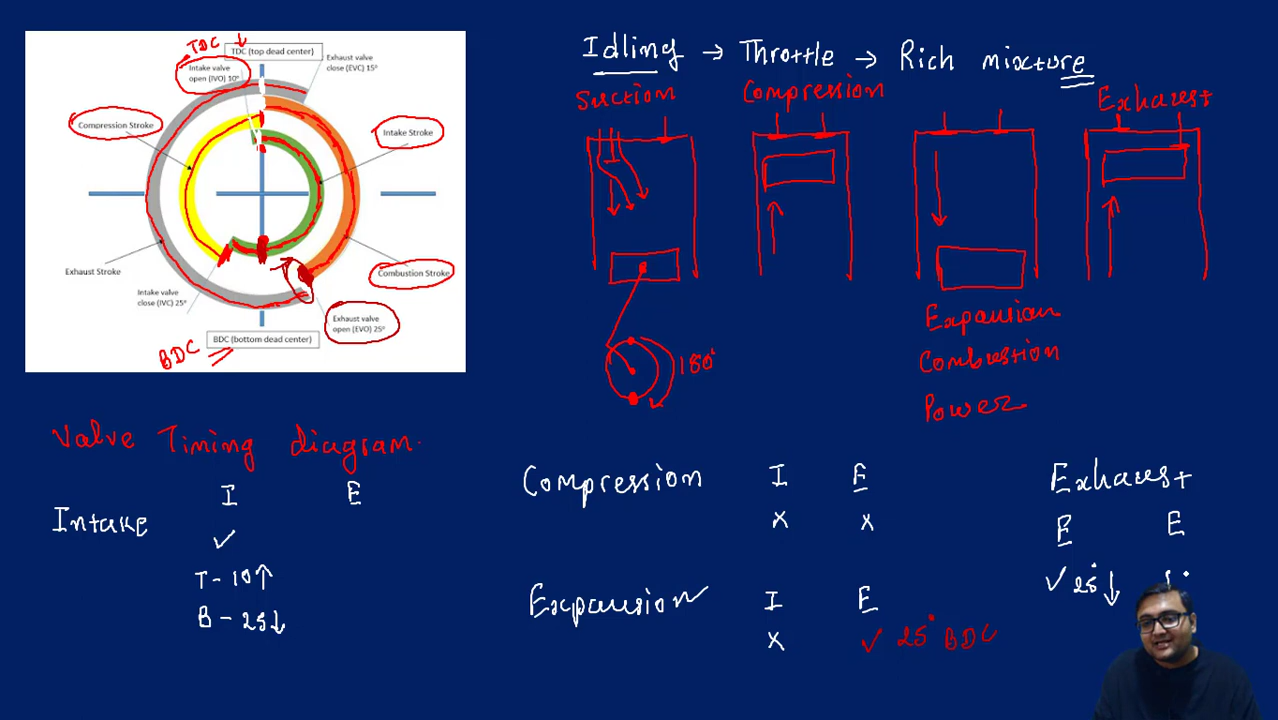 TDC
TDC (top dead center)
Intake valve
open (IVO) 10°
Exhaust valve
close (EVC) 15°
Compression Stroke
Intake Stroke
Exhaust Stroke
Combustion Stroke
Intake valve
close (IVC) 25°
Exhaust valve
open (EVO) 25°
BDC
BDC (bottom dead center)
Idling → Throttle → Rich mixture
Suction
Compression
Exhaust
180°
Expansion
Combustion
Power
Valve Timing diagram
I E
Intake
✓
T - 10 ↑
B - 25 ↓
Compression I E
x x
Expansion ✓ I E
x ✓ 25° BDC
Exhaust
E E
✓ 25° ↓